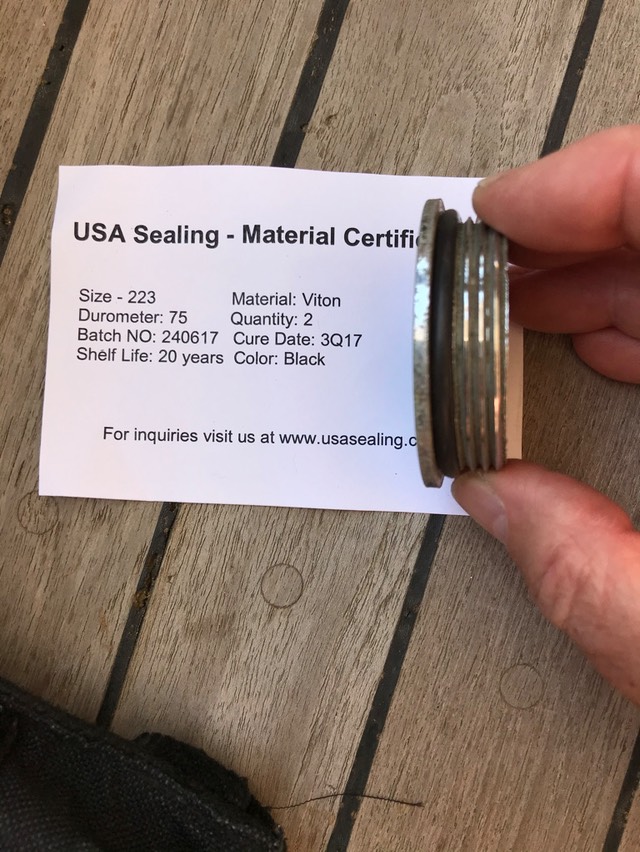 USA Sealing - Material Certifi
Size - 223 Material: Viton
Durometer: 75 Quantity: 2
Batch NO: 240617 Cure Date: 3Q17
Shelf Life: 20 years Color: Black
For inquiries visit us at www.usasealing.c